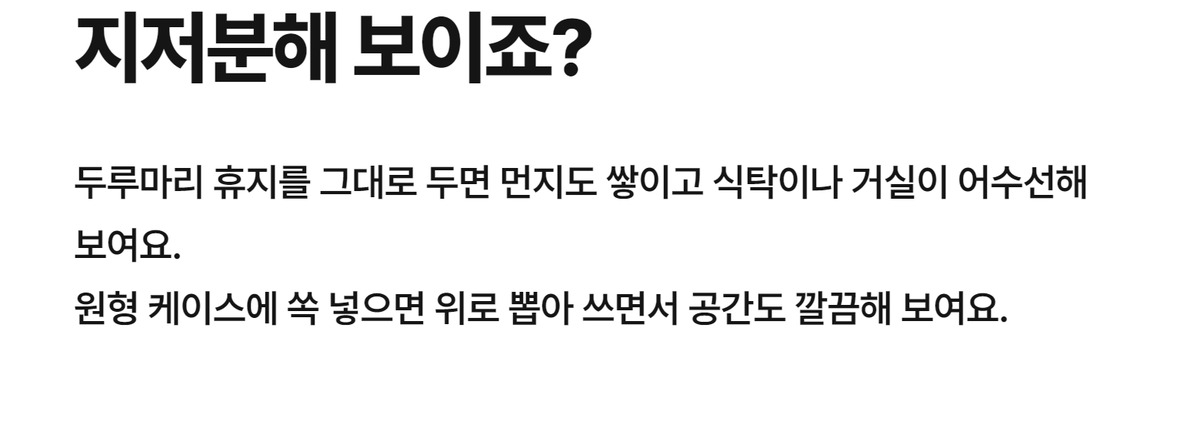 지저분해 보이죠?
두루마리 휴지를 그대로 두면 먼지도 쌓이고 식탁이나 거실이 어수선해
보여요.
원형 케이스에 쏙 넣으면 위로 뽑아 쓰면서 공간도 깔끔해 보여요.